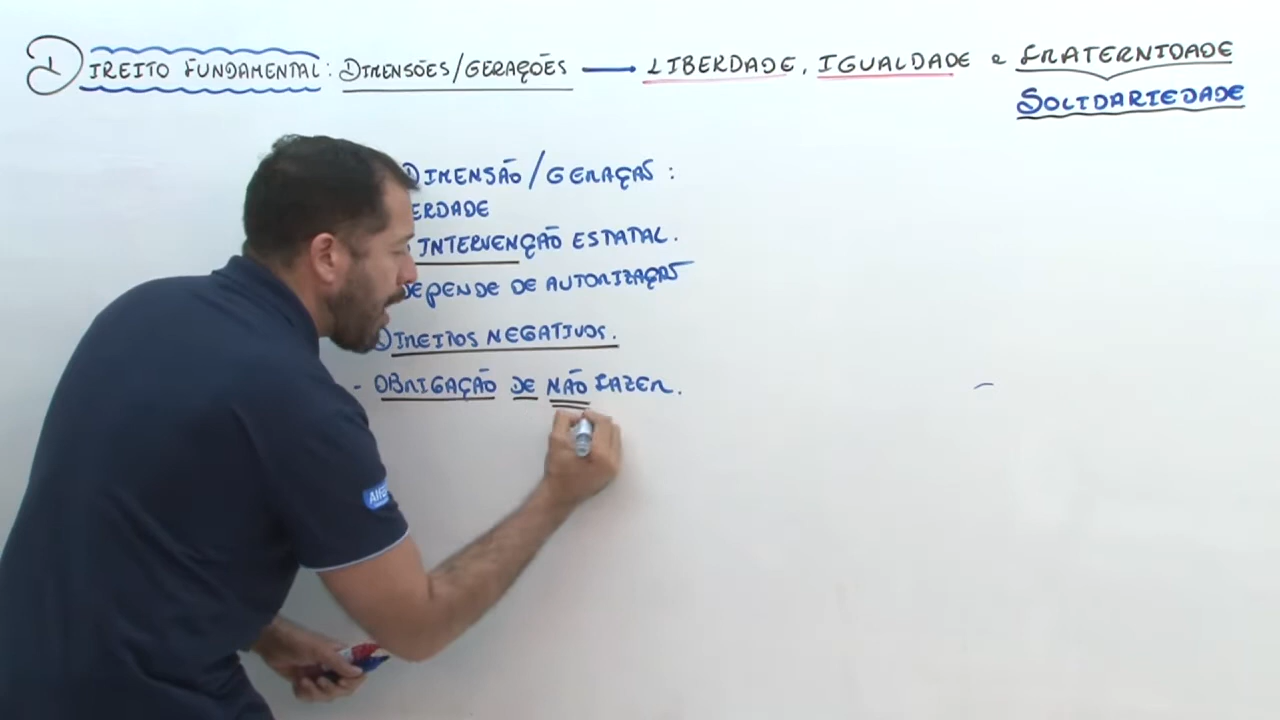 DIREITO FUNDAMENTAL: DIMENSÕES/GERAÇÕES → LIBERDADE, IGUALDADE e FRATERNIDADE
SOLIDARIEDADE
DIMENSÃO/GERAÇÃO:
ERDADE
INTERVENÇÃO ESTATAL.
DEPENDE DE AUTORIZAÇÃO
DIREITOS NEGATIVOS.
- OBRIGAÇÃO DE NÃO FAZER.